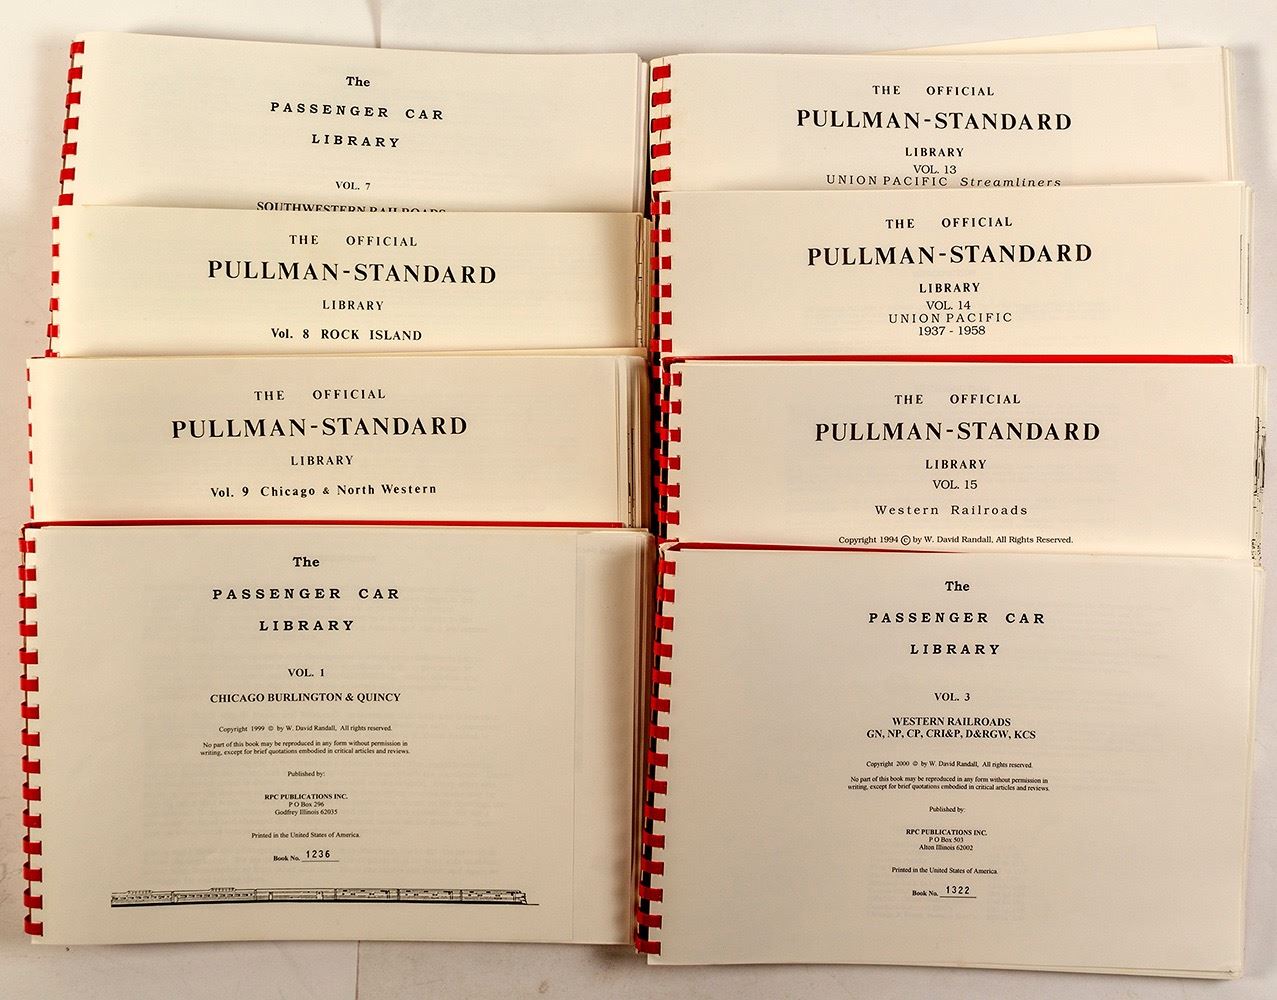 The
PASSENGER CAR
LIBRARY
VOL. 7
SOUTHWESTERN RAILROADS
THE OFFICIAL
PULLMAN-STANDARD
LIBRARY
Vol. 8 ROCK ISLAND
THE OFFICIAL
PULLMAN-STANDARD
LIBRARY
Vol. 9 Chicago & North Western
The
PASSENGER CAR
LIBRARY
VOL. 1
CHICAGO BURLINGTON & QUINCY
Copyright 1999 © by W. David Randall, All rights reserved.
No part of this book may be reproduced in any form without permission in
writing, except for brief quotations embodied in critical articles and reviews.
Published by:
RPC PUBLICATIONS INC.
P O Box 296
Godfrey Illinois 62035
Printed in the United States of America.
Book No. 1236
THE OFFICIAL
PULLMAN-STANDARD
LIBRARY
VOL. 13
UNION PACIFIC Streamliners
THE OFFICIAL
PULLMAN-STANDARD
LIBRARY
VOL. 14
UNION PACIFIC
1937 - 1958
THE OFFICIAL
PULLMAN-STANDARD
LIBRARY
VOL. 15
Western Railroads
Copyright 1994 © by W. David Randall, All Rights Reserved.
The
PASSENGER CAR
LIBRARY
VOL. 3
WESTERN RAILROADS
GN, NP, CP, CRI&P, D&RGW, KCS
Copyright 2000 © by W. David Randall, All rights reserved.
No part of this book may be reproduced in any form without permission in
writing, except for brief quotations embodied in critical articles and reviews.
Published by:
RPC PUBLICATIONS INC.
P O Box 503
Alton Illinois 62002
Printed in the United States of America.
Book No. 1322